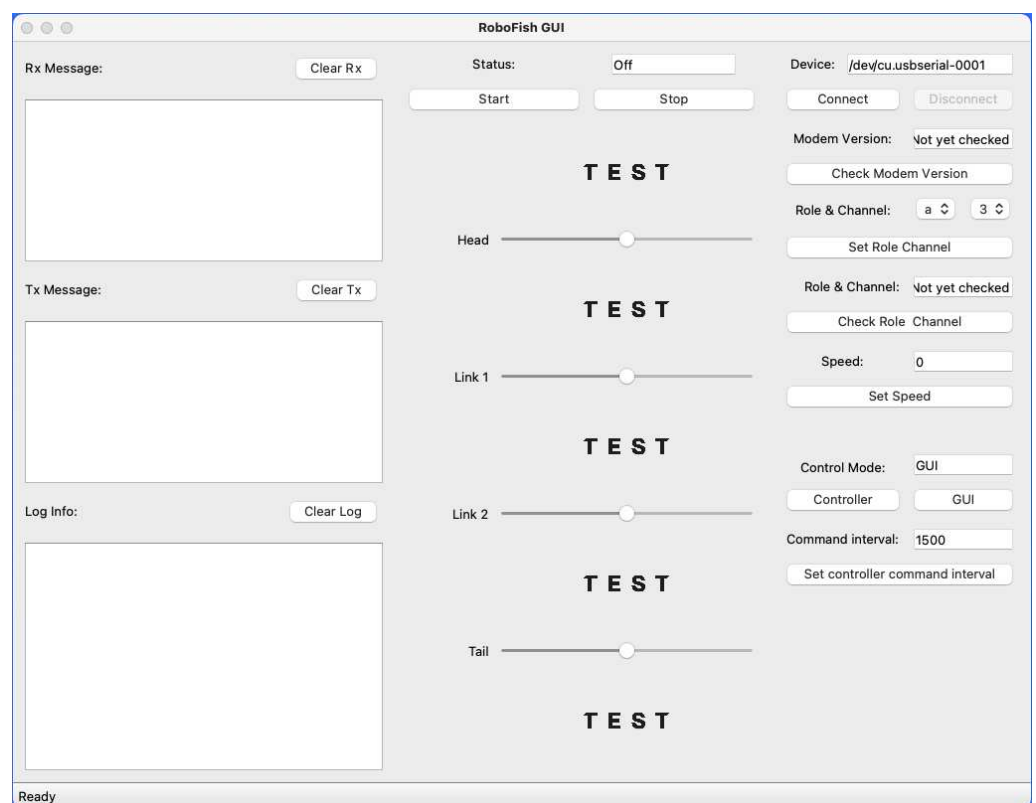 RoboFish GUI
Rx Message:
Clear Rx
Tx Message:
Clear Tx
Log Info:
Clear Log
Status:
Off
Start
Stop
TEST
Head
TEST
Link 1
TEST
Link 2
TEST
Tail
TEST
Device:
/dev/cu.usbserial-0001
Connect
Disconnect
Modem Version:
Not yet checked
Check Modem Version
Role & Channel:
a
3
Set Role Channel
Role & Channel:
Not yet checked
Check Role Channel
Speed:
0
Set Speed
Control Mode:
GUI
Controller
GUI
Command interval:
1500
Set controller command interval
Ready